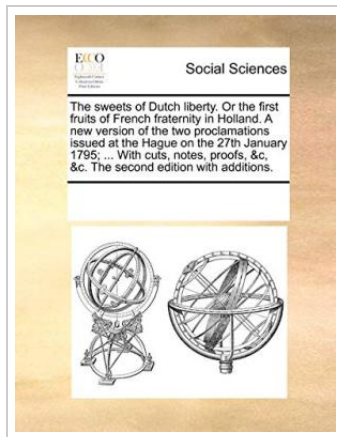 ECCO
Social Sciences
The sweets of Dutch liberty. Or the first
fruits of French fraternity in Holland. A
new version of the two proclamations
issued at the Hague on the 27th January
1795; ... With cuts, notes, proofs, &c,
&c. The second edition with additions.